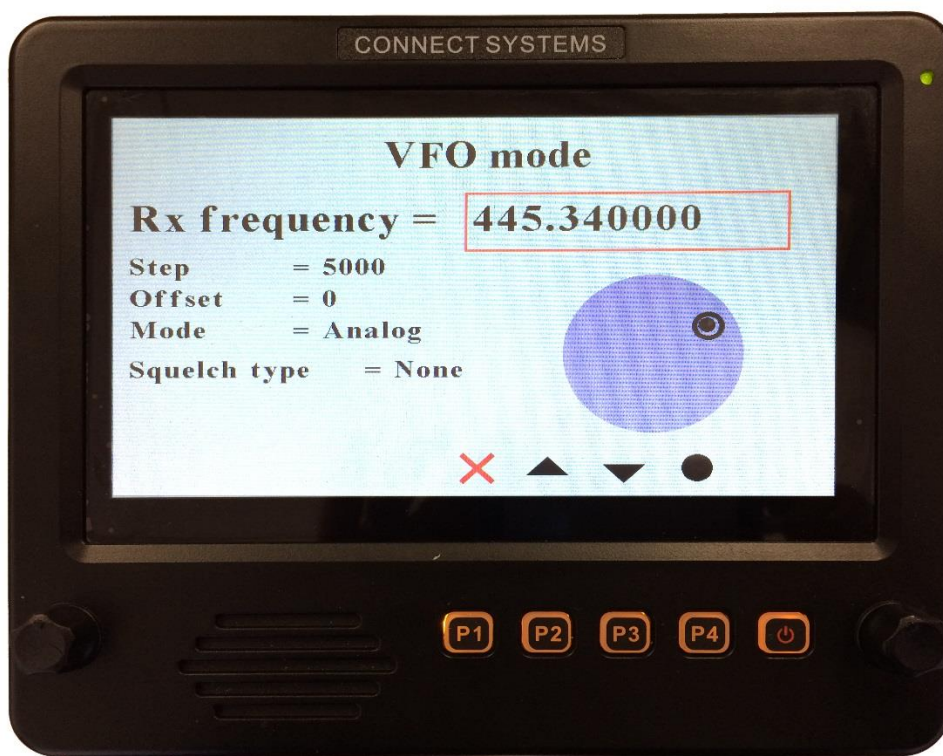 CONNECT SYSTEMS
VFO mode
Rx frequency = 445.340000
Step = 5000
Offset = 0
Mode = Analog
Squelch type = None
P1 P2 P3 P4